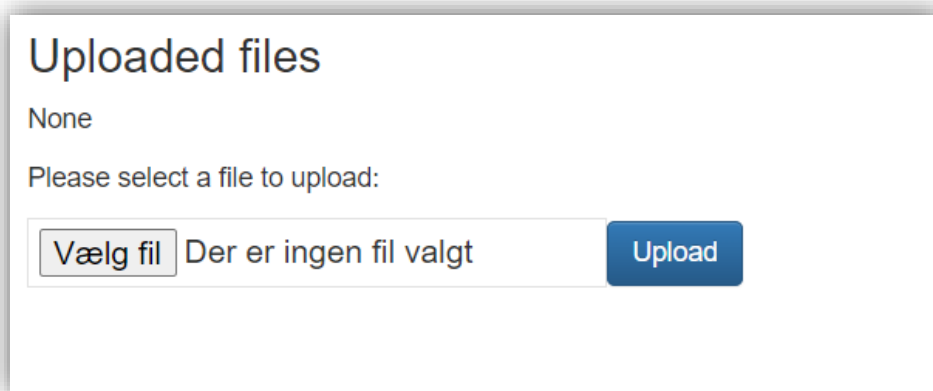 Uploaded files
None
Please select a file to upload:
Vælg fil Der er ingen fil valgt Upload